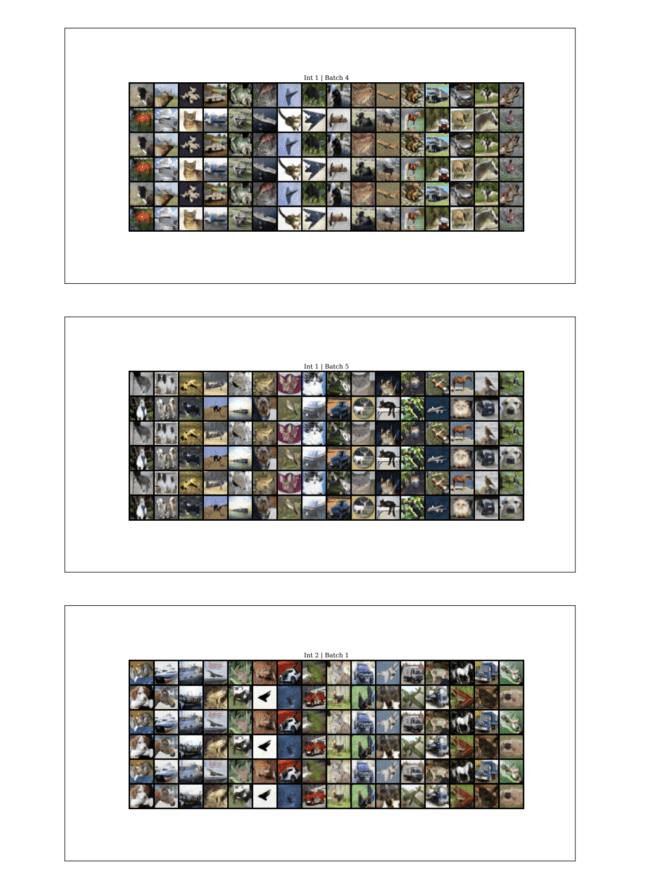 Int 1 | Batch 4
Int 1 | Batch 5
Int 2 | Batch 1